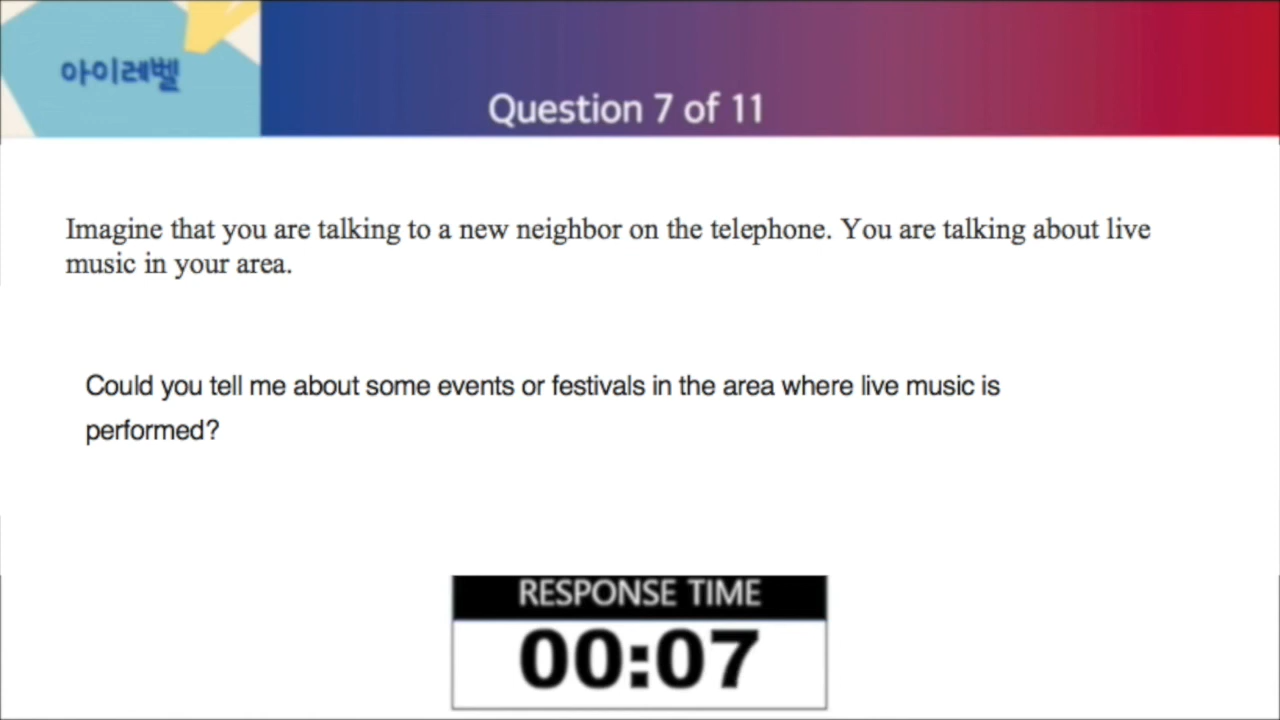 아이레벨
Question 7 of 11
Imagine that you are talking to a new neighbor on the telephone. You are talking about live
music in your area.
Could you tell me about some events or festivals in the area where live music is
performed?
RESPONSE TIME
00:07